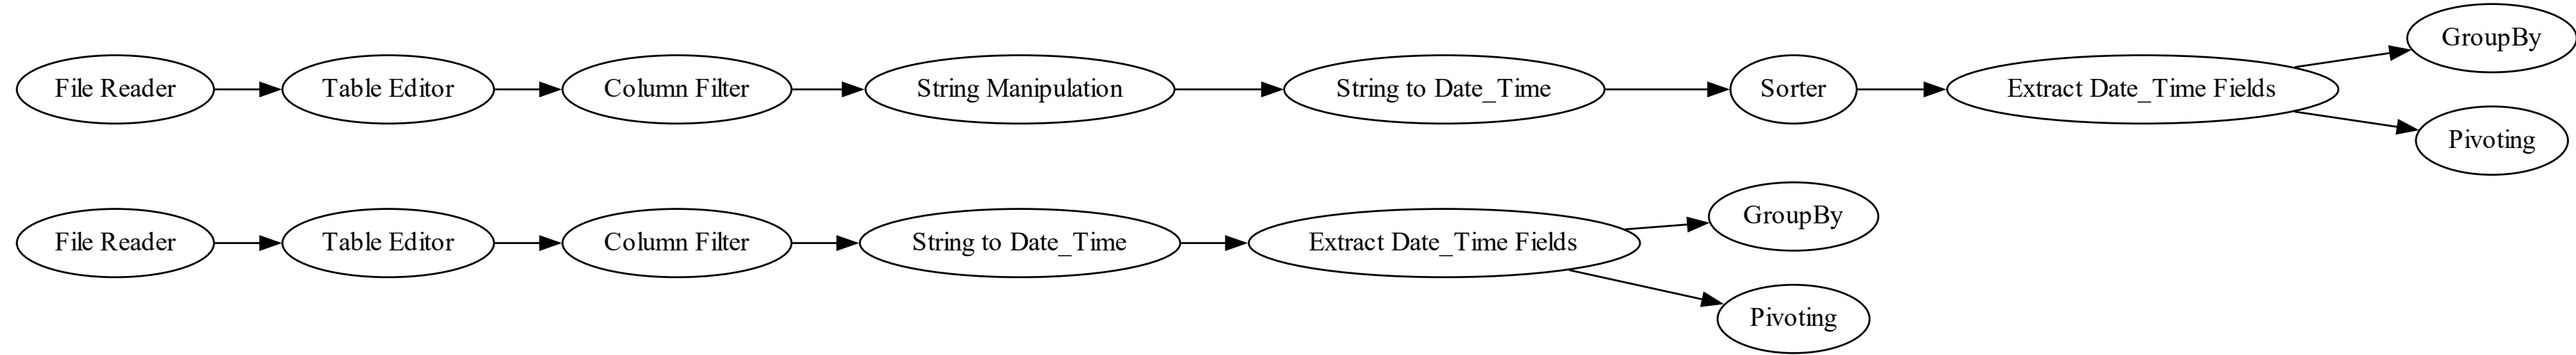 File Reader
Table Editor
Column Filter
String Manipulation
String to Date_Time
Sorter
Extract Date_Time Fields
GroupBy
Pivoting
File Reader
Table Editor
Column Filter
String to Date_Time
Extract Date_Time Fields
GroupBy
Pivoting